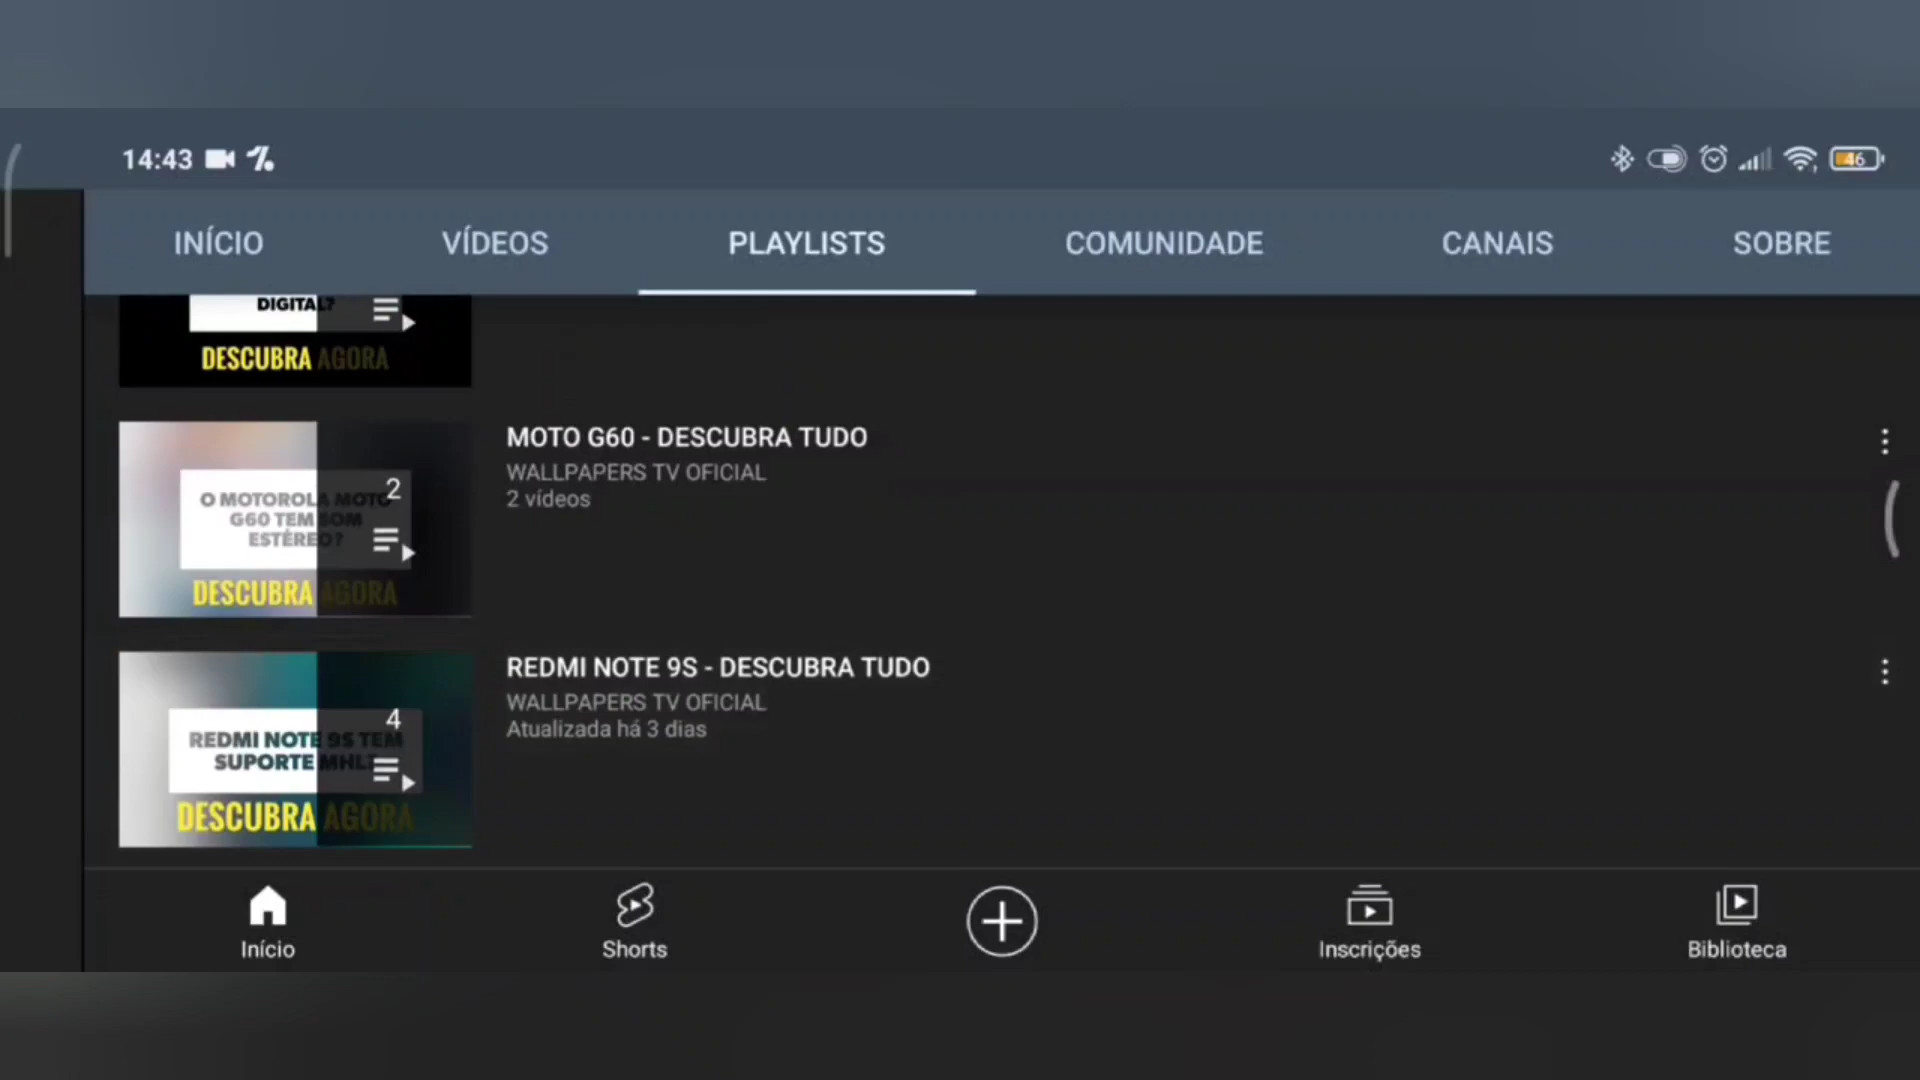 14:43
46
INÍCIO VÍDEOS PLAYLISTS COMUNIDADE CANAIS SOBRE
DIGITAL?
DESCUBRA AGORA
MOTO G60 - DESCUBRA TUDO
WALLPAPERS TV OFICIAL
2 vídeos
2
O MOTOROLA MOTO
G60 TEM SOM
ESTÉREO?
DESCUBRA AGORA
REDMI NOTE 9S - DESCUBRA TUDO
WALLPAPERS TV OFICIAL
Atualizada há 3 dias
4
REDMI NOTE 9S TEM
SUPORTE MHL?
DESCUBRA AGORA
Início Shorts Inscrições Biblioteca